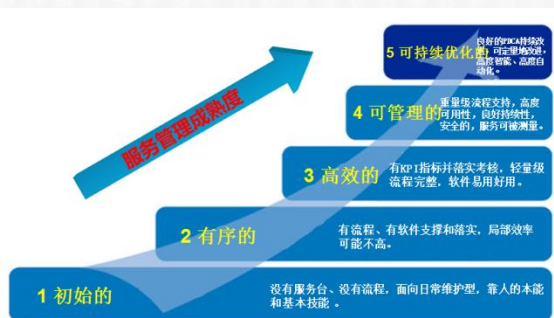 服务管理成熟度
5 可持续优化的
良好的PDCA持续改
进,可定量地改进,
高度智能、高度自
动化。
4 可管理的
重量级流程支持,高度
可用性,良好持续性,
安全的,服务可被测量。
3 高效的
有KPI指标并落实考核,轻量级
流程完整,软件易用好用。
2 有序的
有流程、有软件支撑和落实,局部效率
可能不高。
1 初始的
没有服务台、没有流程,面向日常维护型,靠人的本能
和基本技能 。